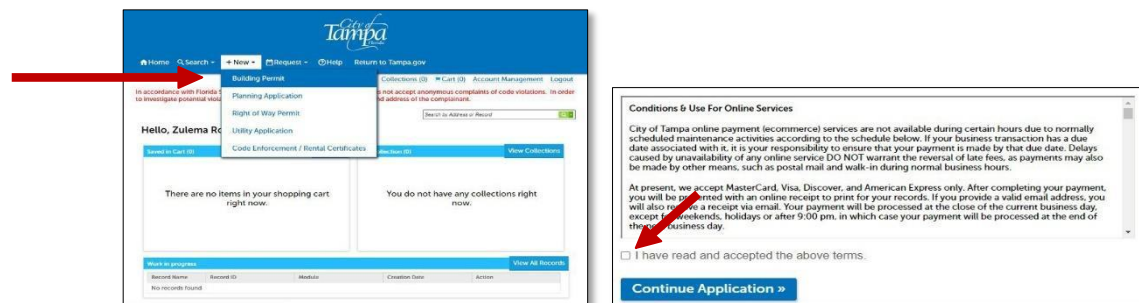 City of
Tampa
Home Search + New Request Help Return to Tampa.gov
Building Permit
Planning Application
Right of Way Permit
Utility Application
Code Enforcement / Rental Certificates
Collections (0) Cart (0) Account Management Logout
In accordance with Florida S not accept anonymous complaints of code violations. In order
to investigate potential viola nd address of the complainant.
Search by Address or Record
Hello, Zulema Ro
Saved in Cart (0)
ollection (0) View Collections
There are no items in your shopping cart
right now.
You do not have any collections right
now.
Work in progress View All Records
Record Name Record ID Module Creation Date Action
No records found
Conditions & Use For Online Services
City of Tampa online payment (ecommerce) services are not available during certain hours due to normally
scheduled maintenance activities according to the schedule below. If your business transaction has a due
date associated with it, it is your responsibility to ensure that your payment is made by that due date. Delays
caused by unavailability of any online service DO NOT warrant the reversal of late fees, as payments may also
be made by other means, such as postal mail and walk-in during normal business hours.
At present, we accept MasterCard, Visa, Discover, and American Express only. After completing your payment,
you will be presented with an online receipt to print for your records. If you provide a valid email address, you
will also receive a receipt via email. Your payment will be processed at the close of the current business day,
except for weekends, holidays or after 9:00 pm, in which case your payment will be processed at the end of
the next business day.
I have read and accepted the above terms.
Continue Application »